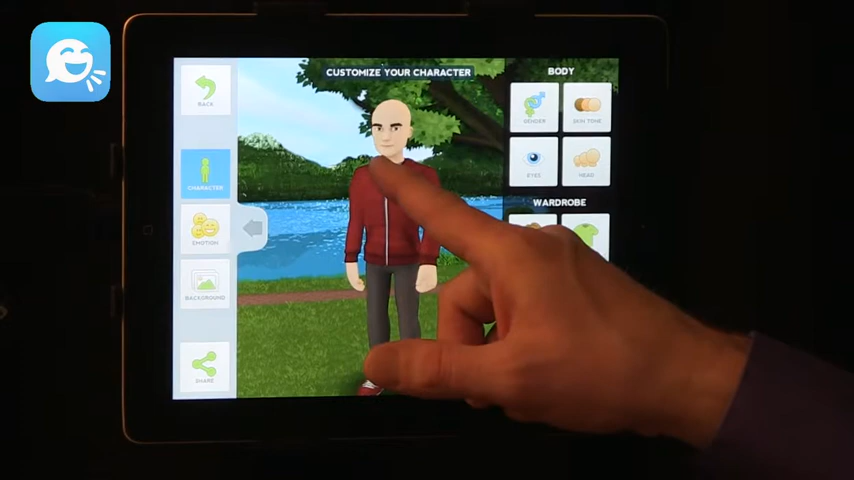 CUSTOMIZE YOUR CHARACTER
BACK
CHARACTER
EMOTION
BACKGROUND
SHARE
BODY
GENDER
SKIN TONE
EYES
HEAD
WARDROBE